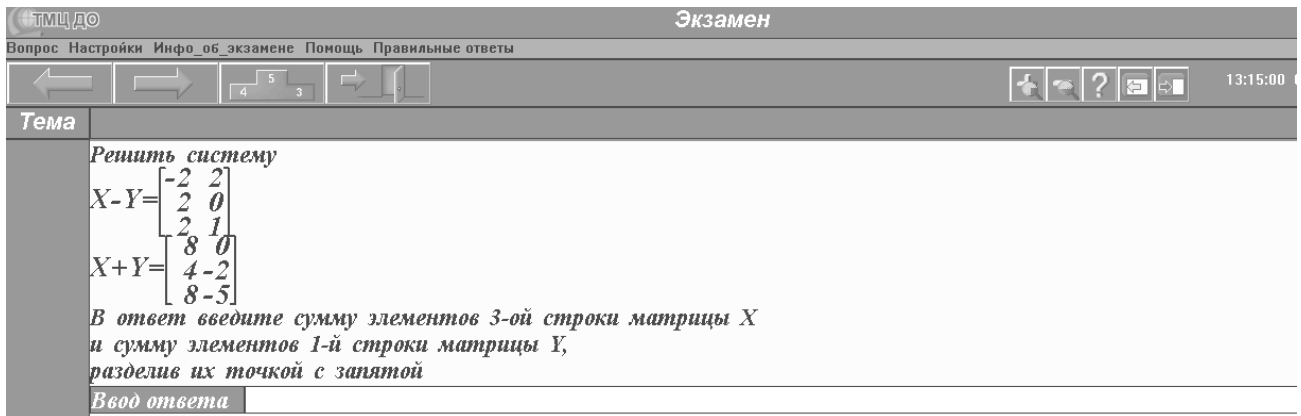 ТМЦ ДО
Экзамен
Вопрос Настройки Инфо_об_экзамене Помощь Правильные ответы
5
4 3
?
13:15:00
Тема
Решить систему
-2 2
X-Y= 2 0
2 1
8 0
X+Y= 4 -2
8 -5
В ответ введите сумму элементов 3-ой строки матрицы X
и сумму элементов 1-й строки матрицы Y,
разделив их точкой с запятой
Ввод ответа